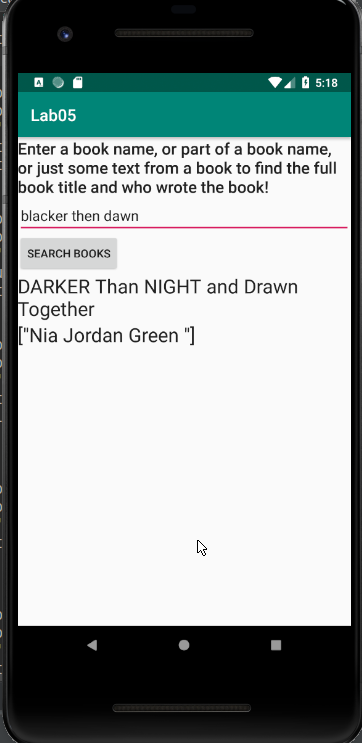 5:18
Lab05
Enter a book name, or part of a book name,
or just some text from a book to find the full
book title and who wrote the book!
blacker then dawn
SEARCH BOOKS
DARKER Than NIGHT and Drawn
Together
["Nia Jordan Green "]